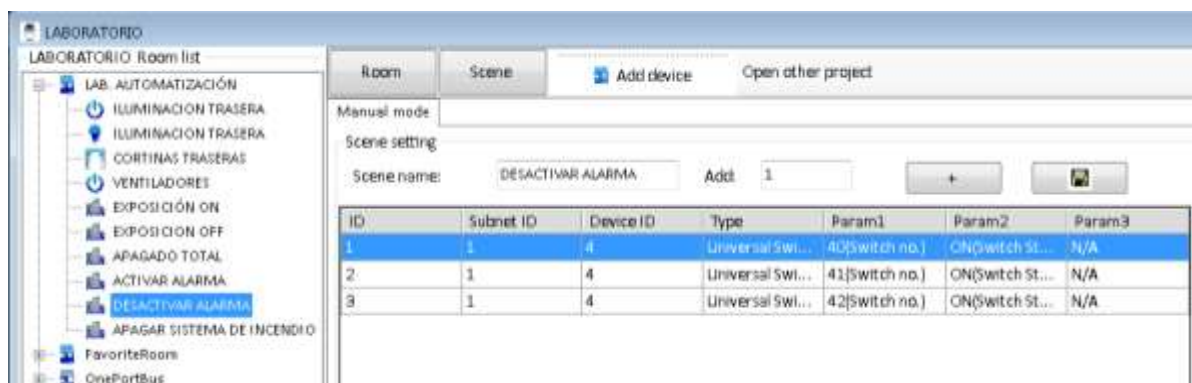 LABORATORIO
LABORATORIO Room list
LAB. AUTOMATIZACIÓN
ILUMINACION TRASERA
ILUMINACION TRASERA
CORTINAS TRASERAS
VENTILADORES
EXPOSICIÓN ON
EXPOSICION OFF
APAGADO TOTAL
ACTIVAR ALARMA
DESACTIVAR ALARMA
APAGAR SISTEMA DE INCENDIO
FavoriteRoom
OnePortBus
Room Scene Add device Open other project
Manual mode
Scene setting
Scene name: DESACTIVAR ALARMA Add: 1 +
ID Subnet ID Device ID Type Param1 Param2 Param3
1 1 4 Universal Swi... 40(Switch no.) ON(Switch St... N/A
2 1 4 Universal Swi... 41(Switch no.) ON(Switch St... N/A
3 1 4 Universal Swi... 42(Switch no.) ON(Switch St... N/A